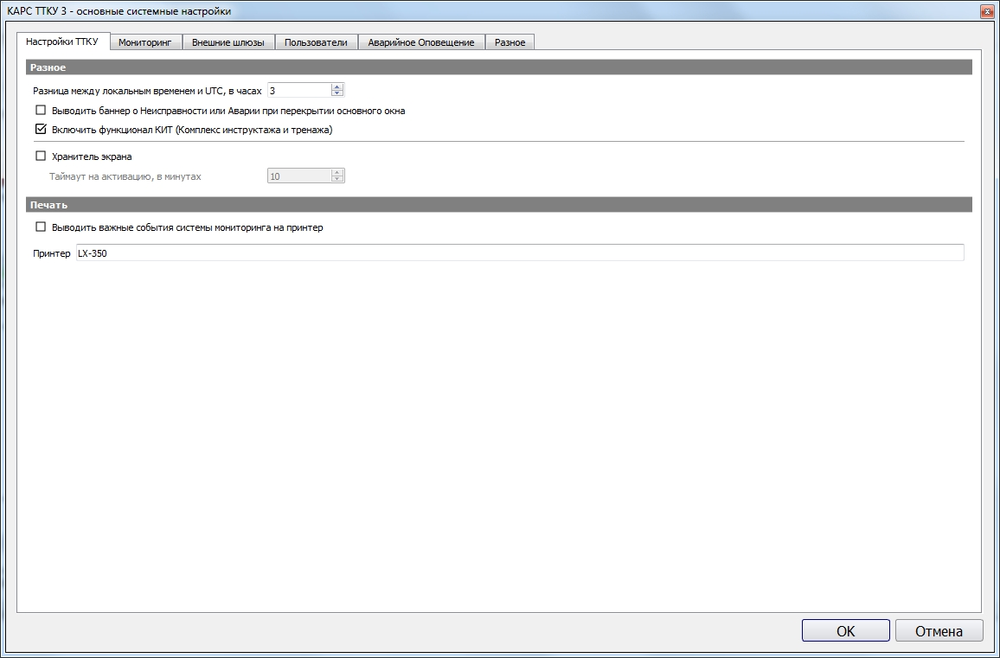 КАРС ТТКУ 3 - основные системные настройки
Настройки ТТКУ Мониторинг Внешние шлюзы Пользователи Аварийное Оповещение Разное
Разное
Разница между локальным временем и UTC, в часах 3
Выводить баннер о Неисправности или Аварии при перекрытии основного окна
Включить функционал КИТ (Комплекс инструктажа и тренажа)
Хранитель экрана
Таймаут на активацию, в минутах 10
Печать
Выводить важные события системы мониторинга на принтер
Принтер LX-350
OK Отмена